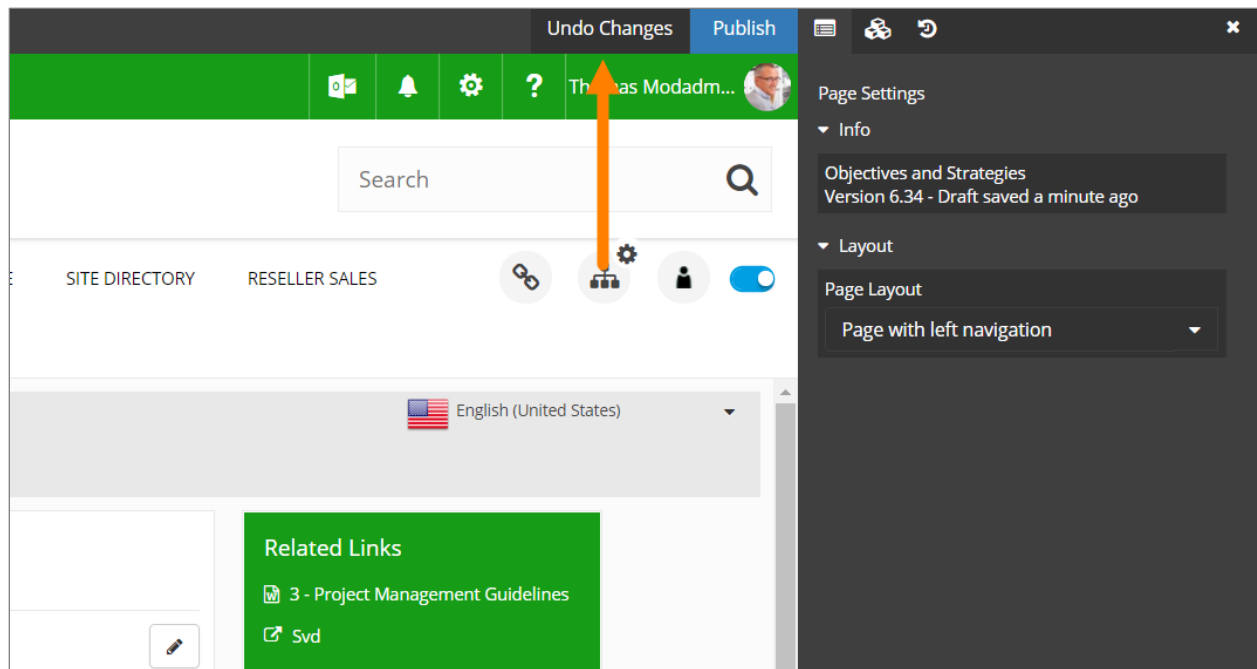 Undo Changes
Publish
Modadm...
Page Settings
Info
Search
Objectives and Strategies
Version 6.34 - Draft saved a minute ago
Layout
SITE DIRECTORY
RESELLER SALES
Page Layout
Page with left navigation
English (United States)
Related Links
3 - Project Management Guidelines
Svd